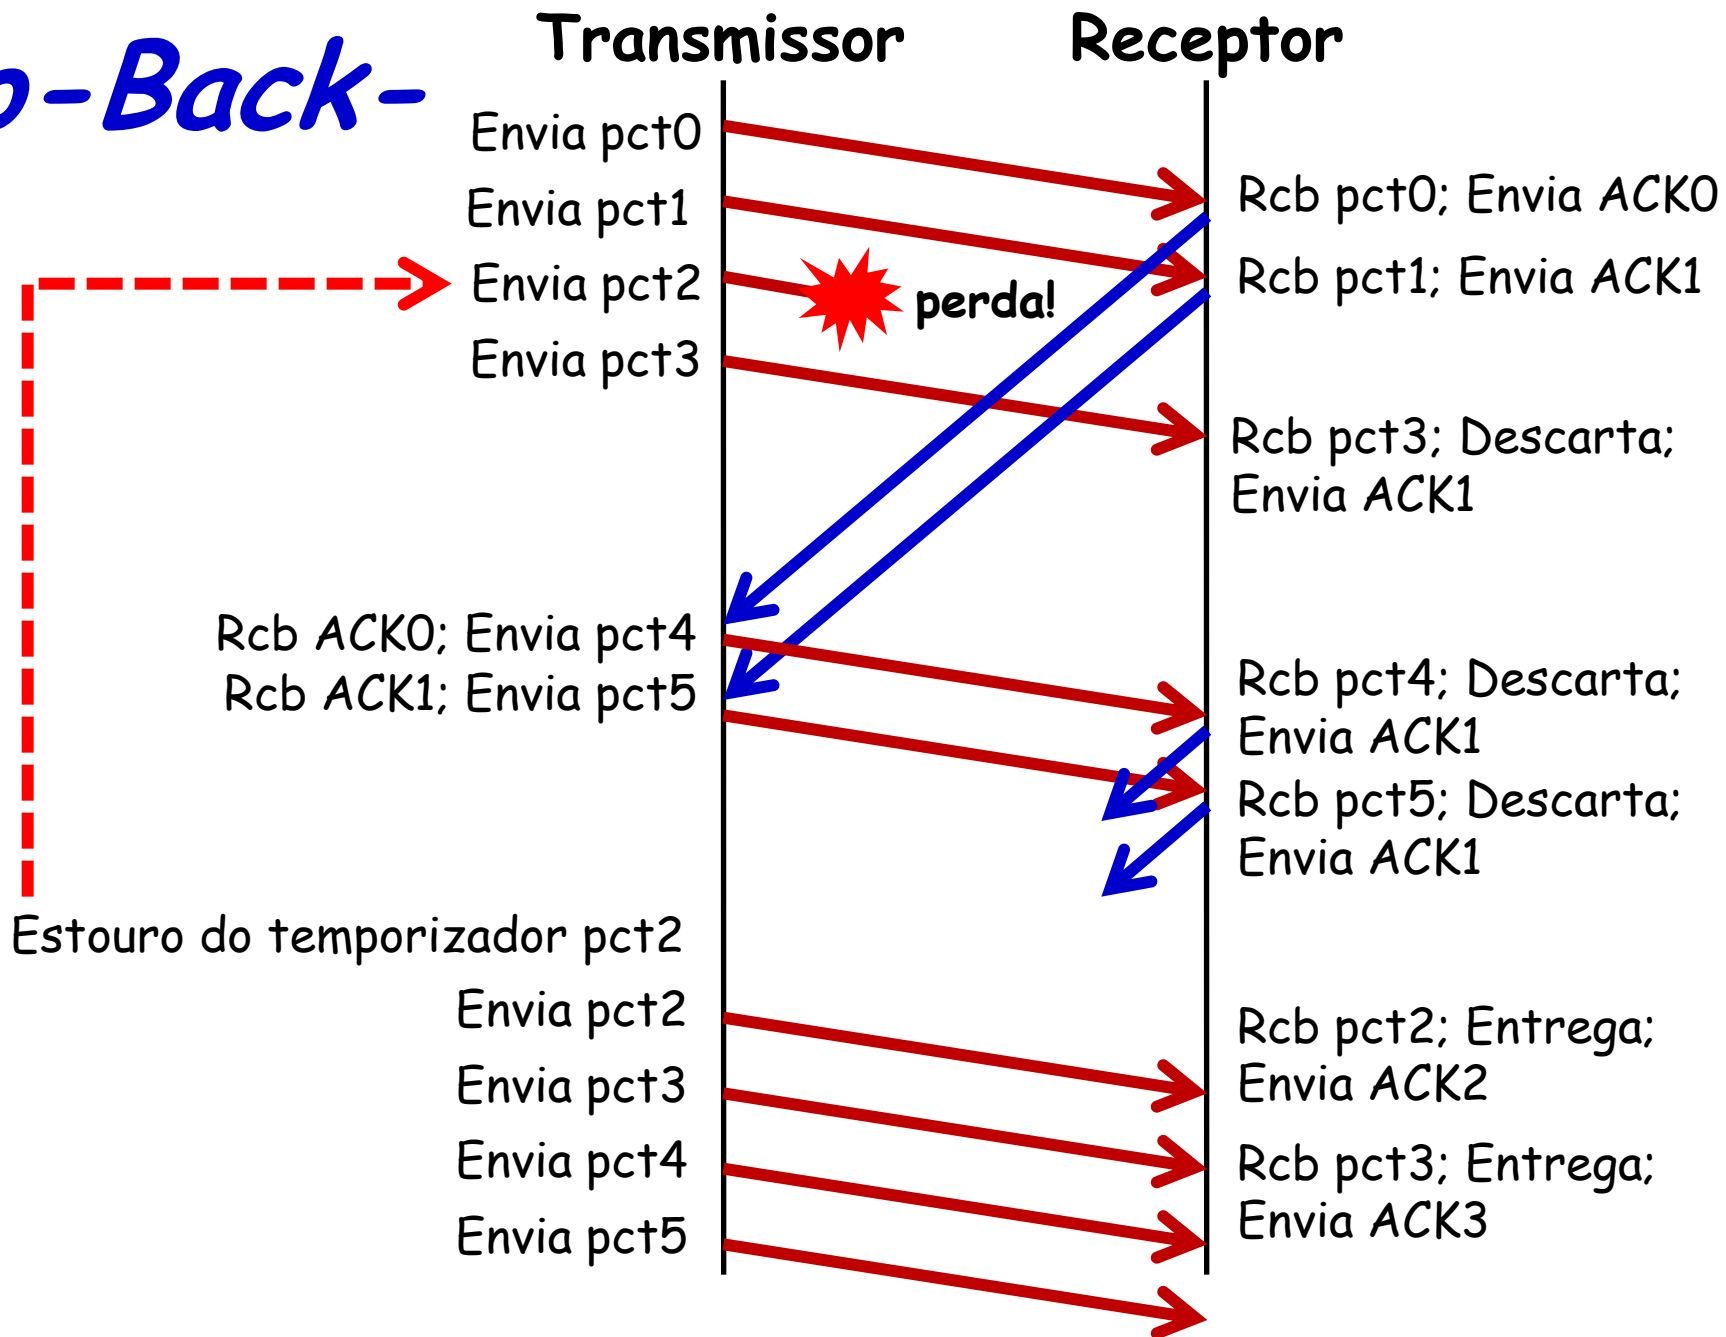 Transmissor
Receptor
o-Back-
Envia pct0
Envia pct1
Envia pct2
Envia pct3
perda!
Rcb pct0; Envia ACK0
Rcb pct1; Envia ACK1
Rcb pct3; Descarta;
Envia ACK1
Rcb ACK0; Envia pct4
Rcb ACK1; Envia pct5
Rcb pct4; Descarta;
Envia ACK1
Rcb pct5; Descarta;
Envia ACK1
Estouro do temporizador pct2
Envia pct2
Envia pct3
Envia pct4
Envia pct5
Rcb pct2; Entrega;
Envia ACK2
Rcb pct3; Entrega;
Envia ACK3